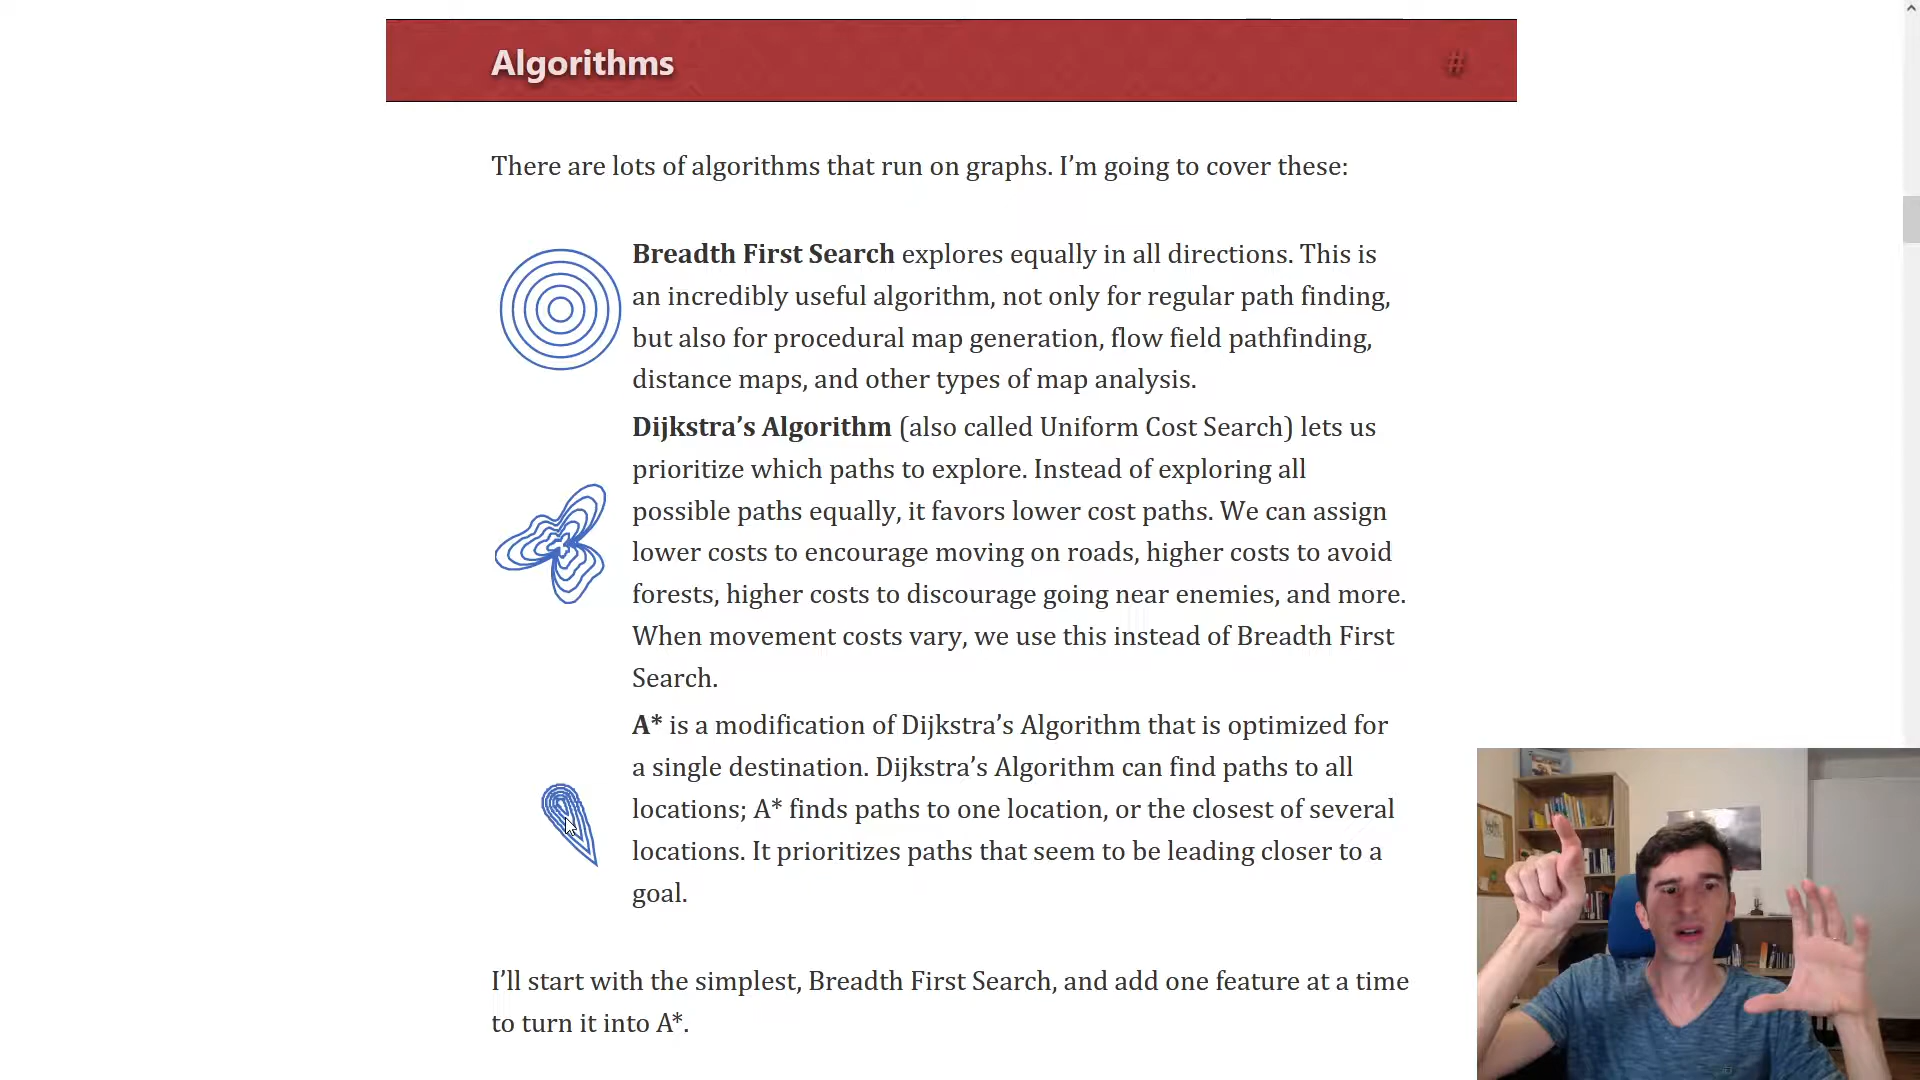 Algorithms #
There are lots of algorithms that run on graphs. I’m going to cover these:
Breadth First Search explores equally in all directions. This is
an incredibly useful algorithm, not only for regular path finding,
but also for procedural map generation, flow field pathfinding,
distance maps, and other types of map analysis.
Dijkstra’s Algorithm (also called Uniform Cost Search) lets us
prioritize which paths to explore. Instead of exploring all
possible paths equally, it favors lower cost paths. We can assign
lower costs to encourage moving on roads, higher costs to avoid
forests, higher costs to discourage going near enemies, and more.
When movement costs vary, we use this instead of Breadth First
Search.
A* is a modification of Dijkstra’s Algorithm that is optimized for
a single destination. Dijkstra’s Algorithm can find paths to all
locations; A* finds paths to one location, or the closest of several
locations. It prioritizes paths that seem to be leading closer to a
goal.
I’ll start with the simplest, Breadth First Search, and add one feature at a time
to turn it into A*.